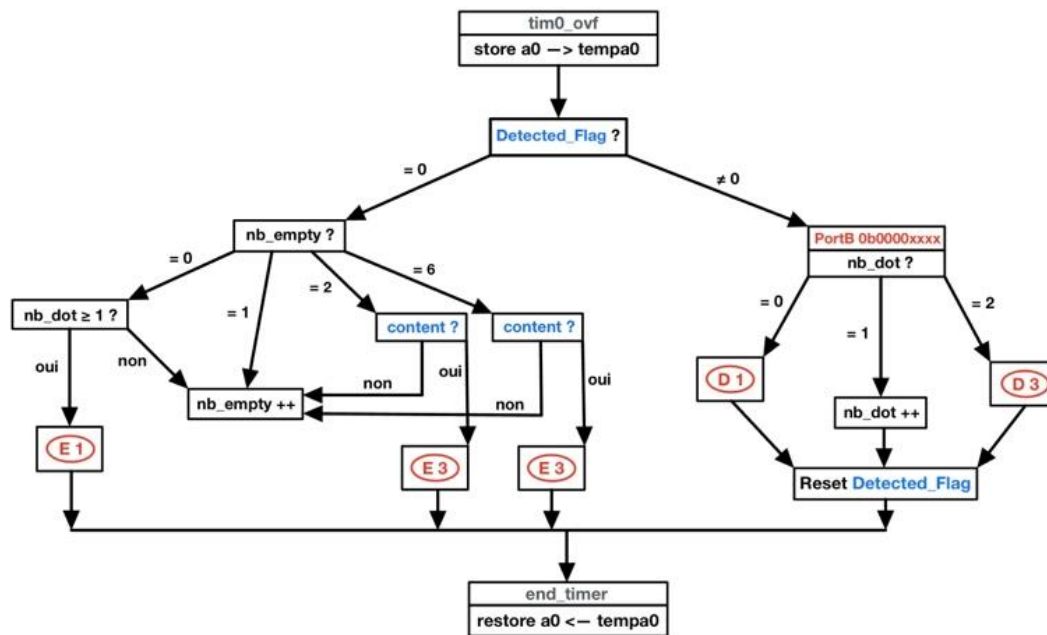 tim0_ovf
store a0 —> tempa0
Detected_Flag ?
= 0
≠ 0
nb_empty ?
PortB 0b0000xxxx
nb_dot ?
= 0
= 1
= 2
= 6
= 0
= 1
= 2
nb_dot ≥ 1 ?
content ?
content ?
oui
non
non
oui
non
oui
nb_empty ++
D 1
nb_dot ++
D 3
E 1
E 3
E 3
Reset Detected_Flag
end_timer
restore a0 <— tempa0